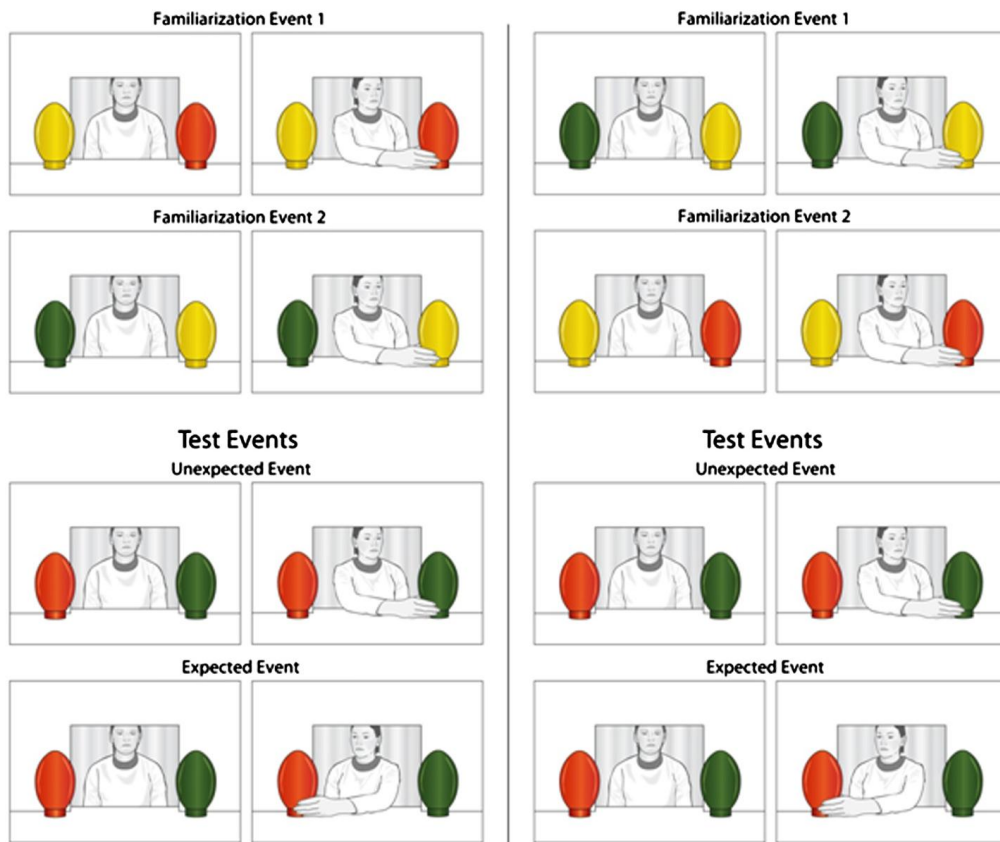 Familiarization Event 1
Familiarization Event 1
Familiarization Event 2
Familiarization Event 2
Test Events
Test Events
Unexpected Event
Unexpected Event
Expected Event
Expected Event